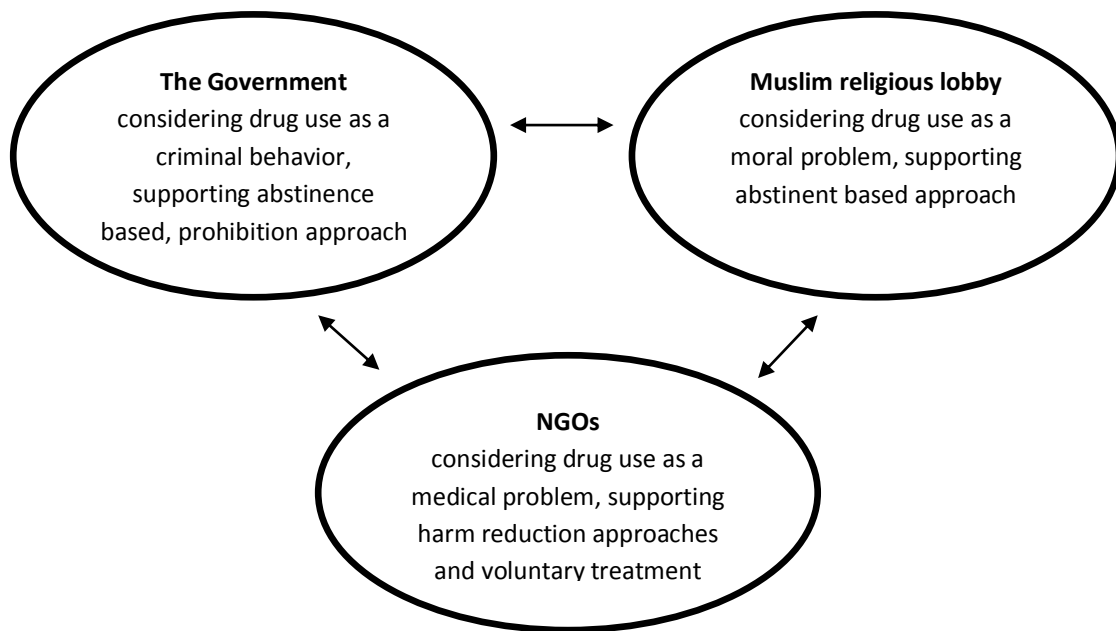 The Government
considering drug use as a
criminal behavior,
supporting abstinence
based, prohibition approach
Muslim religious lobby
considering drug use as a
moral problem, supporting
abstinent based approach
NGOs
considering drug use as a
medical problem, supporting
harm reduction approaches
and voluntary treatment